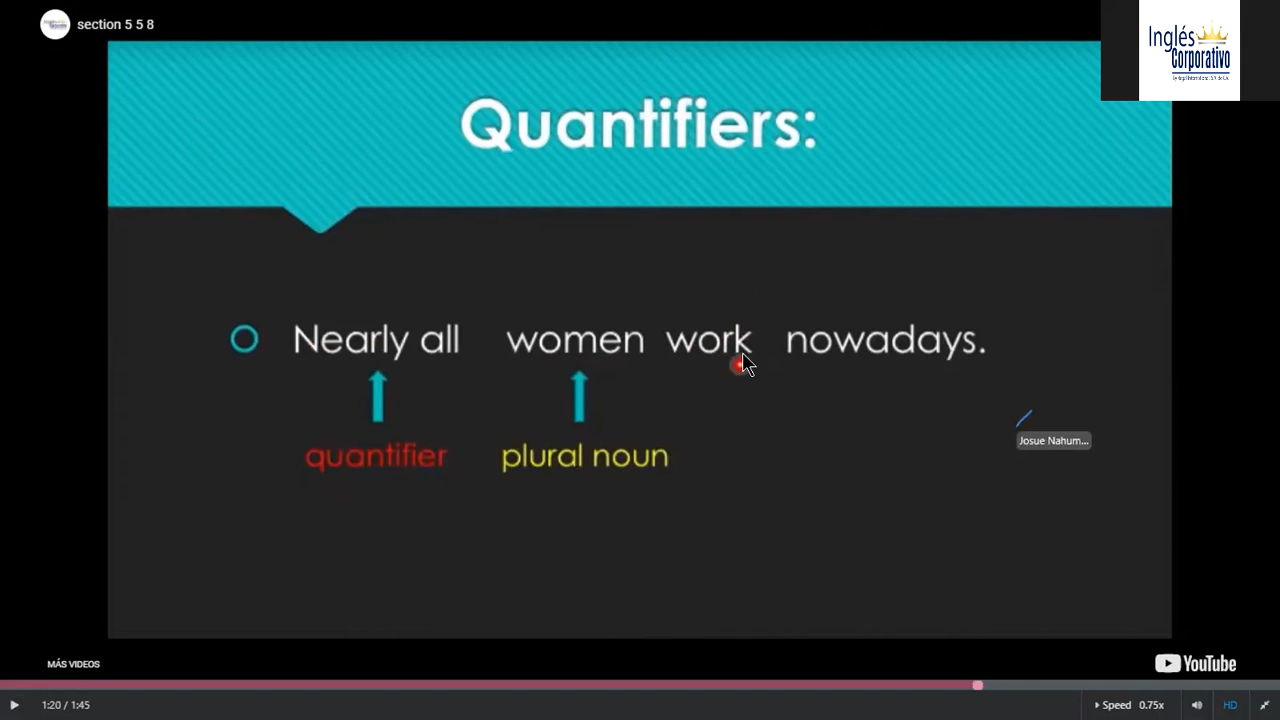 section 5 5 8
Inglés
Corporativo
Quantifiers:
Nearly all women work nowadays.
quantifier plural noun
Josue Nahum...
MÁS VIDEOS
YouTube
1:20 / 1:45
Speed 0.75x
HD